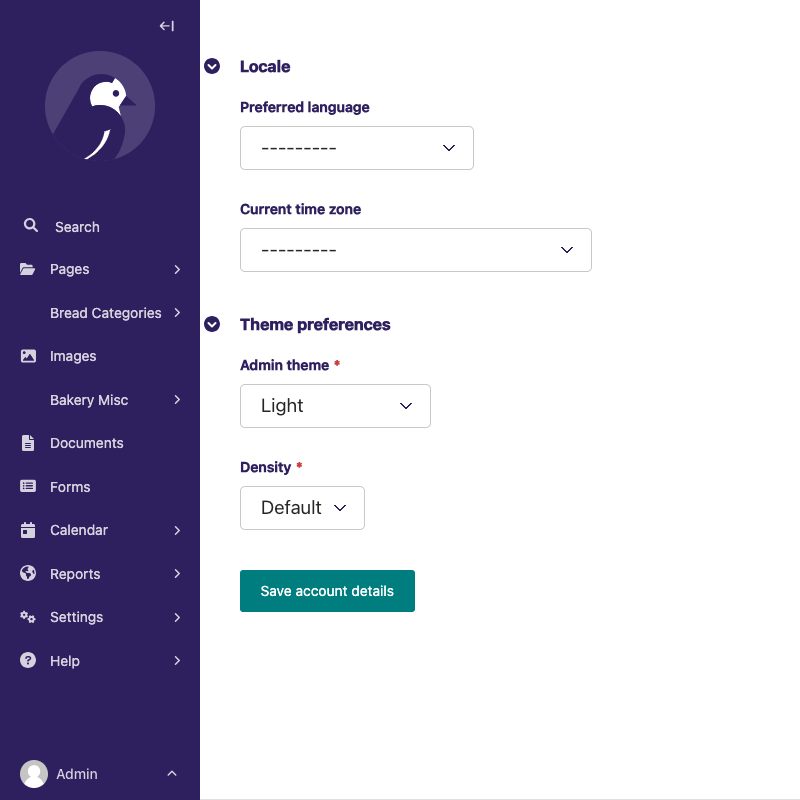 Search
Pages
Bread Categories
Images
Bakery Misc
Documents
Forms
Calendar
Reports
Settings
Help
Admin
Locale
Preferred language
---------
Current time zone
---------
Theme preferences
Admin theme *
Light
Density *
Default
Save account details